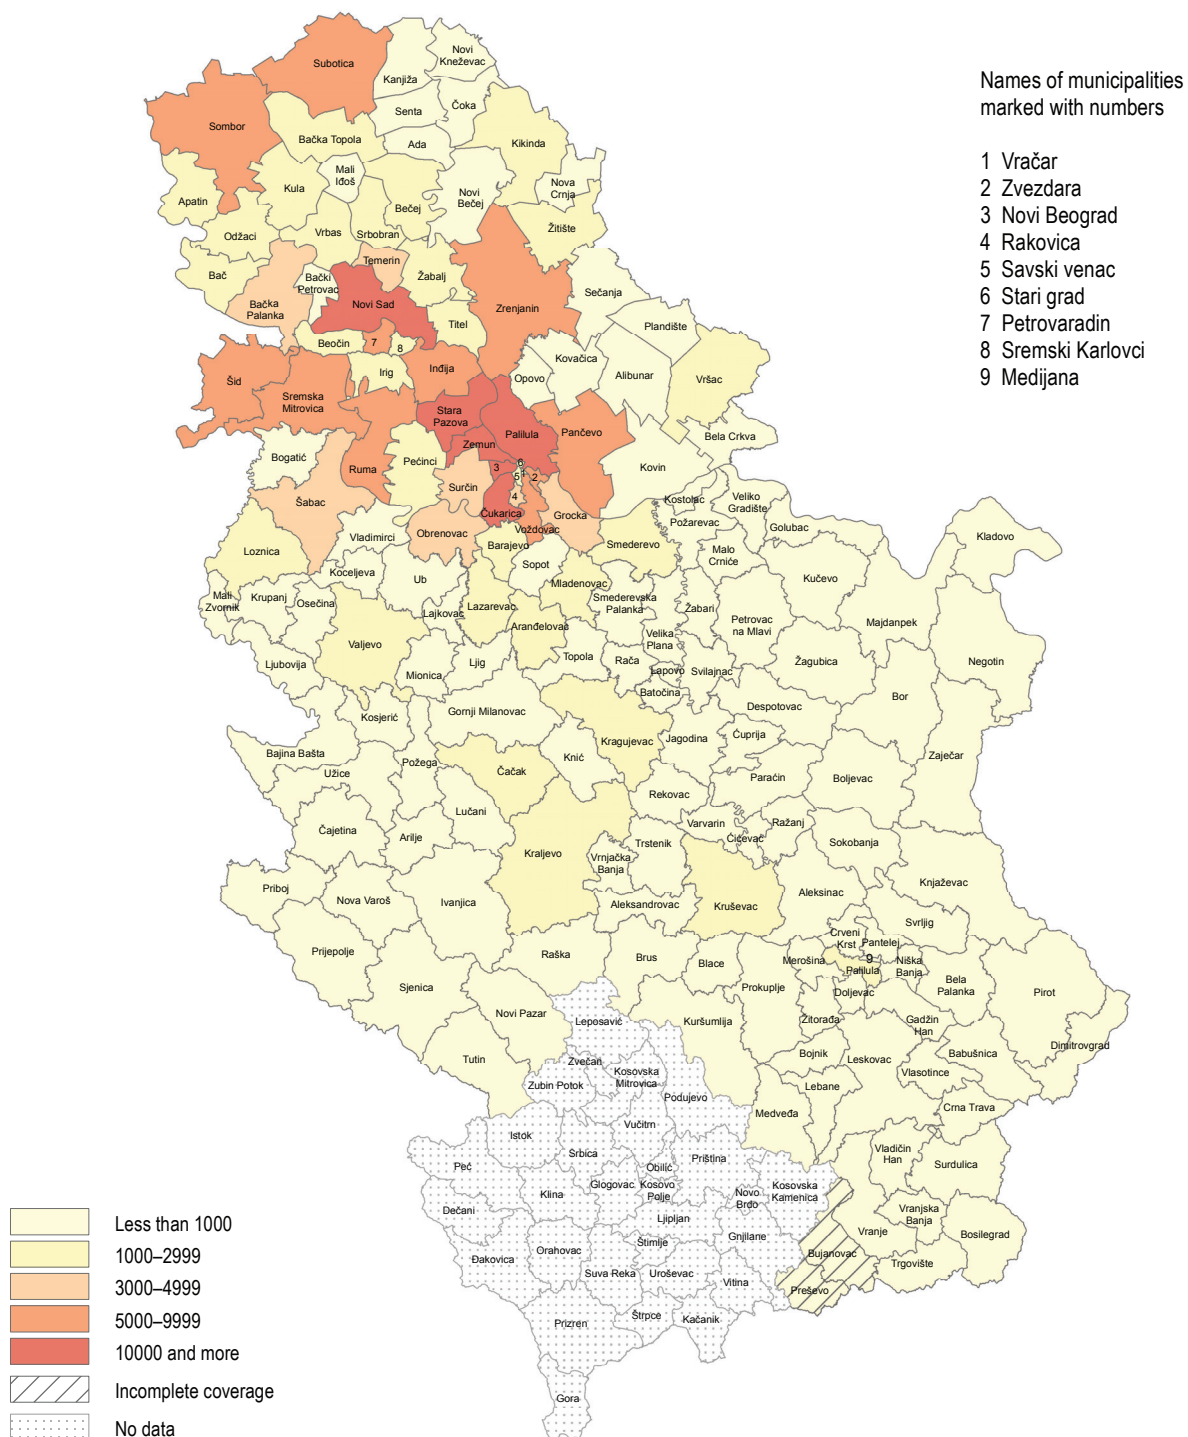 Names of municipalities
marked with numbers
1 Vračar
2 Zvezdara
3 Novi Beograd
4 Rakovica
5 Savski venac
6 Stari grad
7 Petrovaradin
8 Sremski Karlovci
9 Medijana
Subotica
Kanjiža
Novi
Kneževac
Sombor
Senta
Čoka
Bačka Topola
Ada
Kikinda
Apatin
Kula
Mali
Iđoš
Bečej
Novi
Bečej
Nova
Crnja
Odžaci
Vrbas
Srbobran
Žitište
Bač
Temerin
Bački
Petrovac
Žabalj
Bačka
Palanka
Novi Sad
Zrenjanin
Sečanja
Titel
Plandište
Beočin
7
8
Kovačica
Šid
Irig
Inđija
Opovo
Alibunar
Vršac
Sremska
Mitrovica
Stara
Pazova
Palilula
Pančevo
Bela Crkva
Zemun
Bogatić
Ruma
Pećinci
3
6
1
5
2
4
Kovin
Šabac
Surčin
Čukarica
Voždovac
Grocka
Kostolac
Veliko
Gradište
Požarevac
Golubac
Kladovo
Vladimirci
Obrenovac
Barajevo
Smederevo
Malo
Crniće
Loznica
Koceljeva
Ub
Sopot
Mladenovac
Kučevo
Mali
Zvornik
Krupanj
Osečina
Lajkovac
Lazarevac
Smederevska
Palanka
Žabari
Petrovac
na Mlavi
Majdanpek
Aranđelovac
Velika
Plana
Valjevo
Ljubovija
Mionica
Ljig
Topola
Rača
Lapovo
Svilajnac
Žagubica
Negotin
Batočina
Bor
Kosjerić
Gornji Milanovac
Despotovac
Kragujevac
Jagodina
Ćuprija
Bajina Bašta
Požega
Čačak
Knić
Zaječar
Užice
Paraćin
Boljevac
Rekovac
Lučani
Čajetina
Arilje
Varvarin
Ražanj
Ćićevac
Sokobanja
Kraljevo
Vrnjačka
Banja
Trstenik
Priboj
Nova Varoš
Ivanjica
Aleksandrovac
Kruševac
Aleksinac
Knjaževac
Svrljig
Crveni
Krst
Pantelej
Prijepolje
Raška
Brus
Blace
Merošina
9
Palilula
Niška
Banja
Bela
Palanka
Pirot
Sjenica
Prokuplje
Doljevac
Novi Pazar
Leposavić
Kuršumlija
Žitorađa
Gadžin
Han
Dimitrovgrad
Tutin
Zvečan
Bojnik
Leskovac
Babušnica
Zubin Potok
Kosovska
Mitrovica
Vlasotince
Podujevo
Lebane
Medveđa
Crna Trava
Istok
Vučitrn
Srbica
Vladičin
Han
Surdulica
Peć
Obilić
Priština
Klina
Glogovac
Kosovo
Polje
Novo
Brdo
Kosovska
Kamenica
Dečani
Ljipljan
Vranjska
Banja
Gnjilane
Vranje
Bosilegrad
Đakovica
Orahovac
Štimlje
Bujanovac
Trgovište
Suva Reka
Uroševac
Vitina
Preševo
Prizren
Štrpce
Kačanik
Gora
Less than 1000
1000–2999
3000–4999
5000–9999
10000 and more
Incomplete coverage
No data